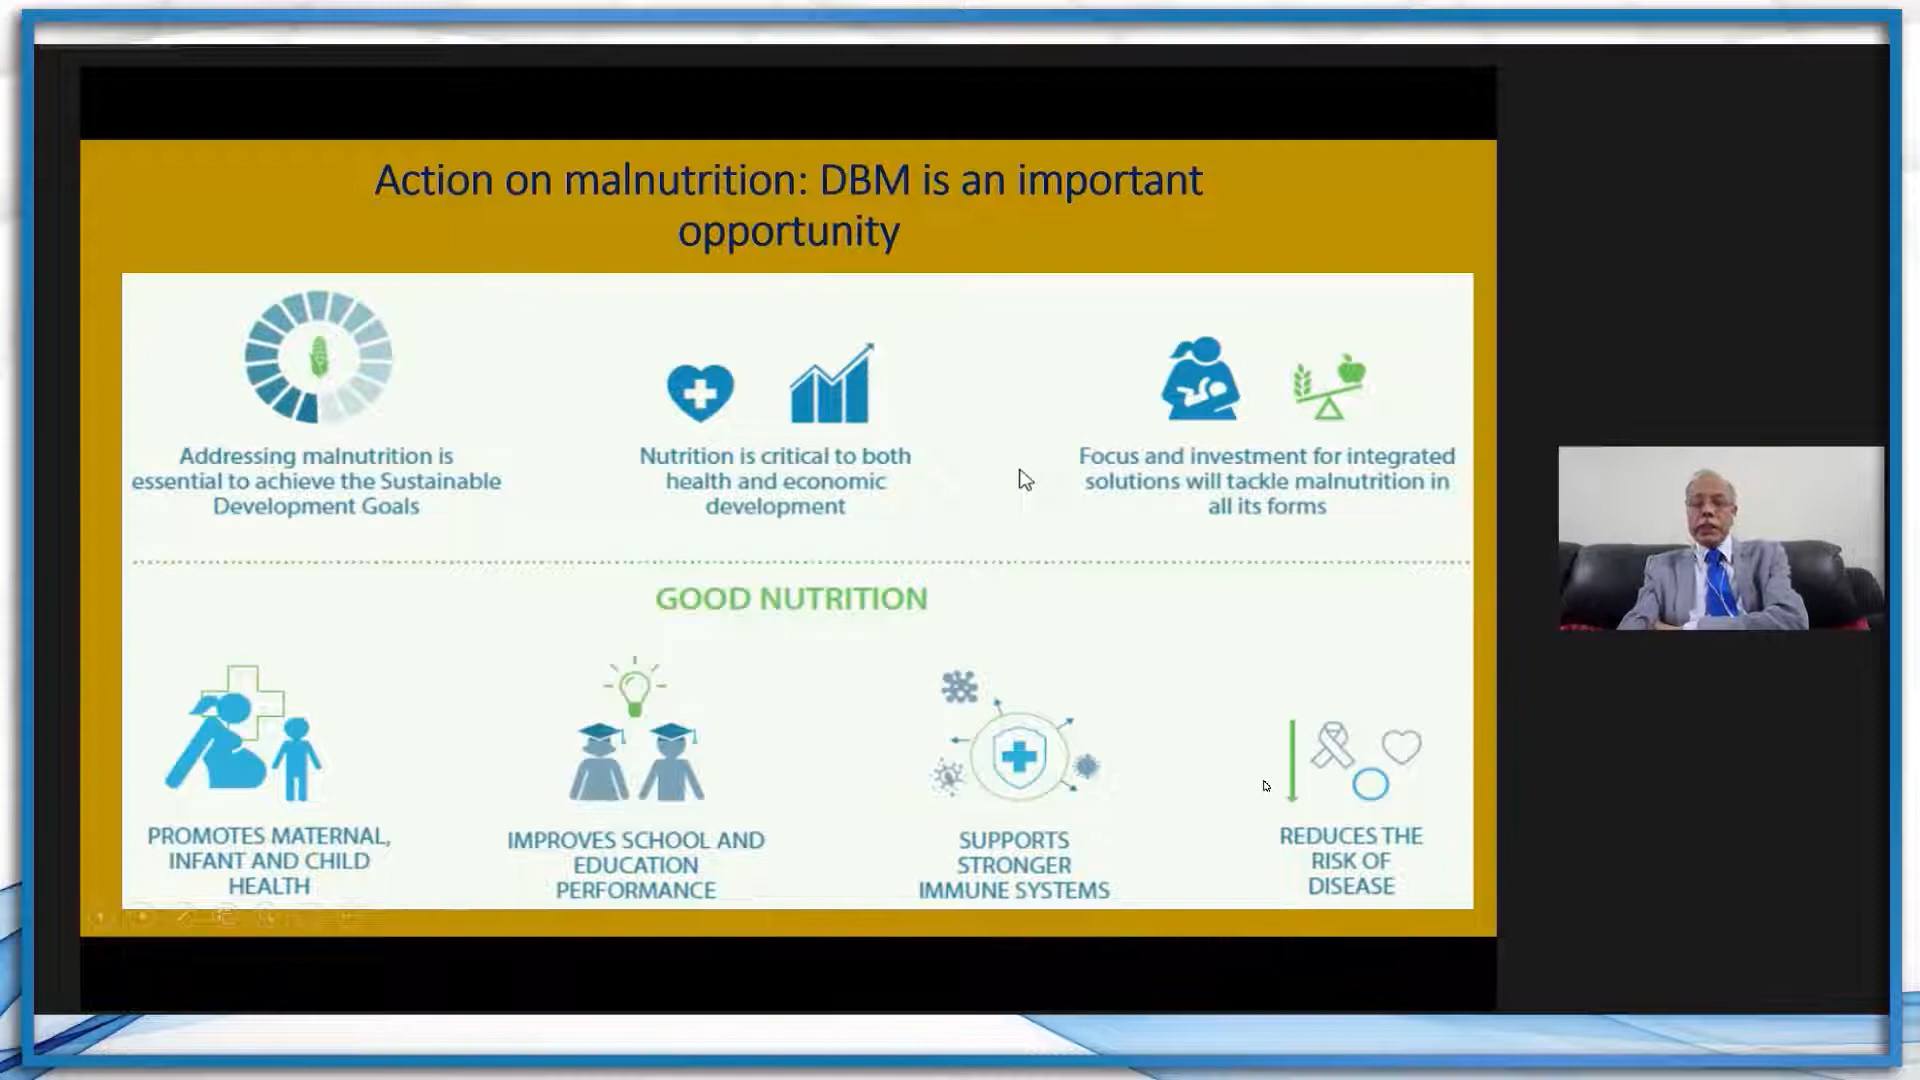 Action on malnutrition: DBM is an important
opportunity
Addressing malnutrition is
essential to achieve the Sustainable
Development Goals
Nutrition is critical to both
health and economic
development
Focus and investment for integrated
solutions will tackle malnutrition in
all its forms
GOOD NUTRITION
PROMOTES MATERNAL,
INFANT AND CHILD
HEALTH
IMPROVES SCHOOL AND
EDUCATION
PERFORMANCE
SUPPORTS
STRONGER
IMMUNE SYSTEMS
REDUCES THE
RISK OF
DISEASE